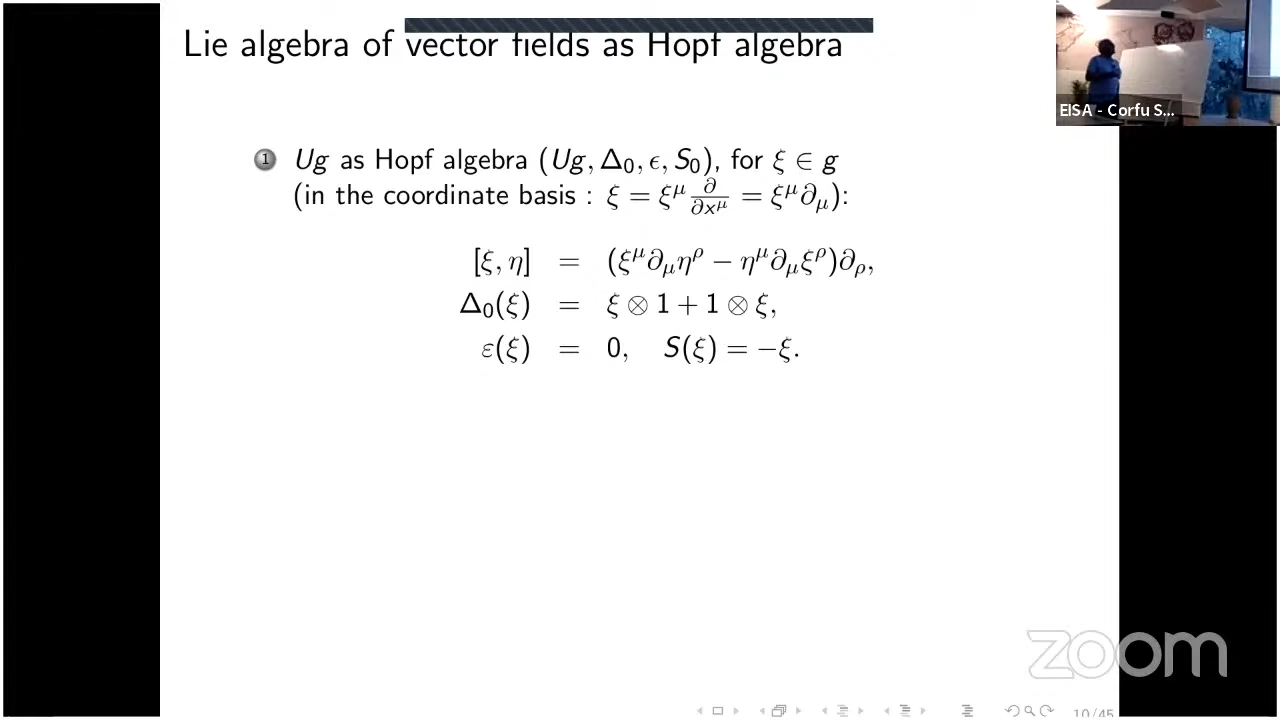 Lie algebra of vector fields as Hopf algebra
EISA - Corfu S...
1 Ug as Hopf algebra (Ug, Δ₀, ϵ, S₀), for ξ ∈ g
(in the coordinate basis : ξ = ξ^μ ∂/∂x^μ = ξ^μ ∂_μ):
[ξ, η] = (ξ^μ ∂_μ η^ρ − η^μ ∂_μ ξ^ρ)∂_ρ,
Δ₀(ξ) = ξ ⊗ 1 + 1 ⊗ ξ,
ε(ξ) = 0, S(ξ) = −ξ.
zoom
10/45